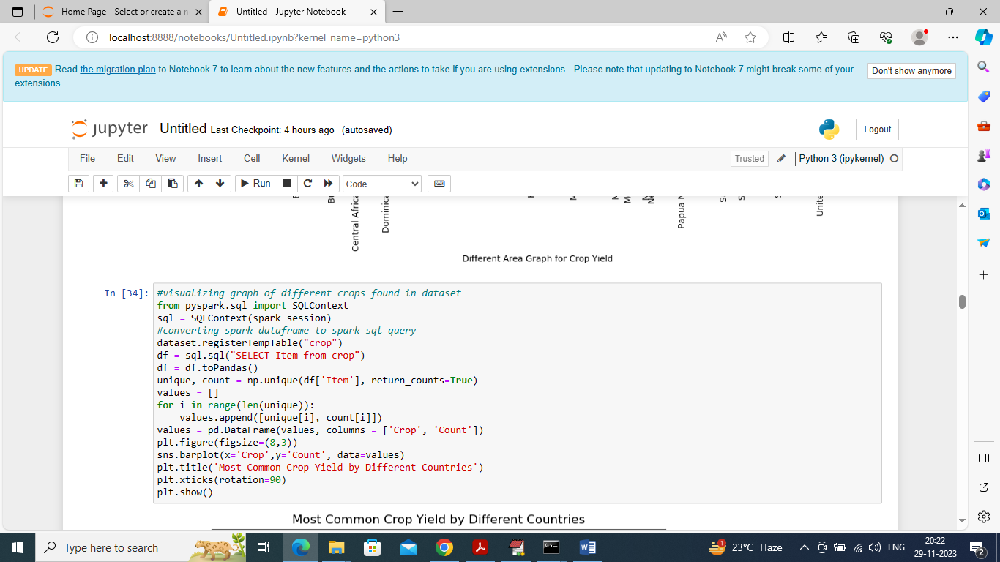 Home Page - Select or create a n
Untitled - Jupyter Notebook
localhost:8888/notebooks/Untitled.ipynb?kernel_name=python3
UPDATE Read the migration plan to Notebook 7 to learn about the new features and the actions to take if you are using extensions - Please note that updating to Notebook 7 might break some of your
extensions.
Don't show anymore
jupyter Untitled Last Checkpoint: 4 hours ago (autosaved)
Logout
File Edit View Insert Cell Kernel Widgets Help
Trusted Python 3 (ipykernel)
Run Code
Central Africa
Dominica
Papua N
Unite
Different Area Graph for Crop Yield
In [34]:
#visualizing graph of different crops found in dataset
from pyspark.sql import SQLContext
sql = SQLContext(spark_session)
#converting spark dataframe to spark sql query
dataset.registerTempTable("crop")
df = sql.sql("SELECT Item from crop")
df = df.toPandas()
unique, count = np.unique(df['Item'], return_counts=True)
values = []
for i in range(len(unique)):
    values.append([unique[i], count[i]])
values = pd.DataFrame(values, columns = ['Crop', 'Count'])
plt.figure(figsize=(8,3))
sns.barplot(x='Crop',y='Count', data=values)
plt.title('Most Common Crop Yield by Different Countries')
plt.xticks(rotation=90)
plt.show()
Most Common Crop Yield by Different Countries
Type here to search
23°C Haze
ENG
20:22
29-11-2023
2